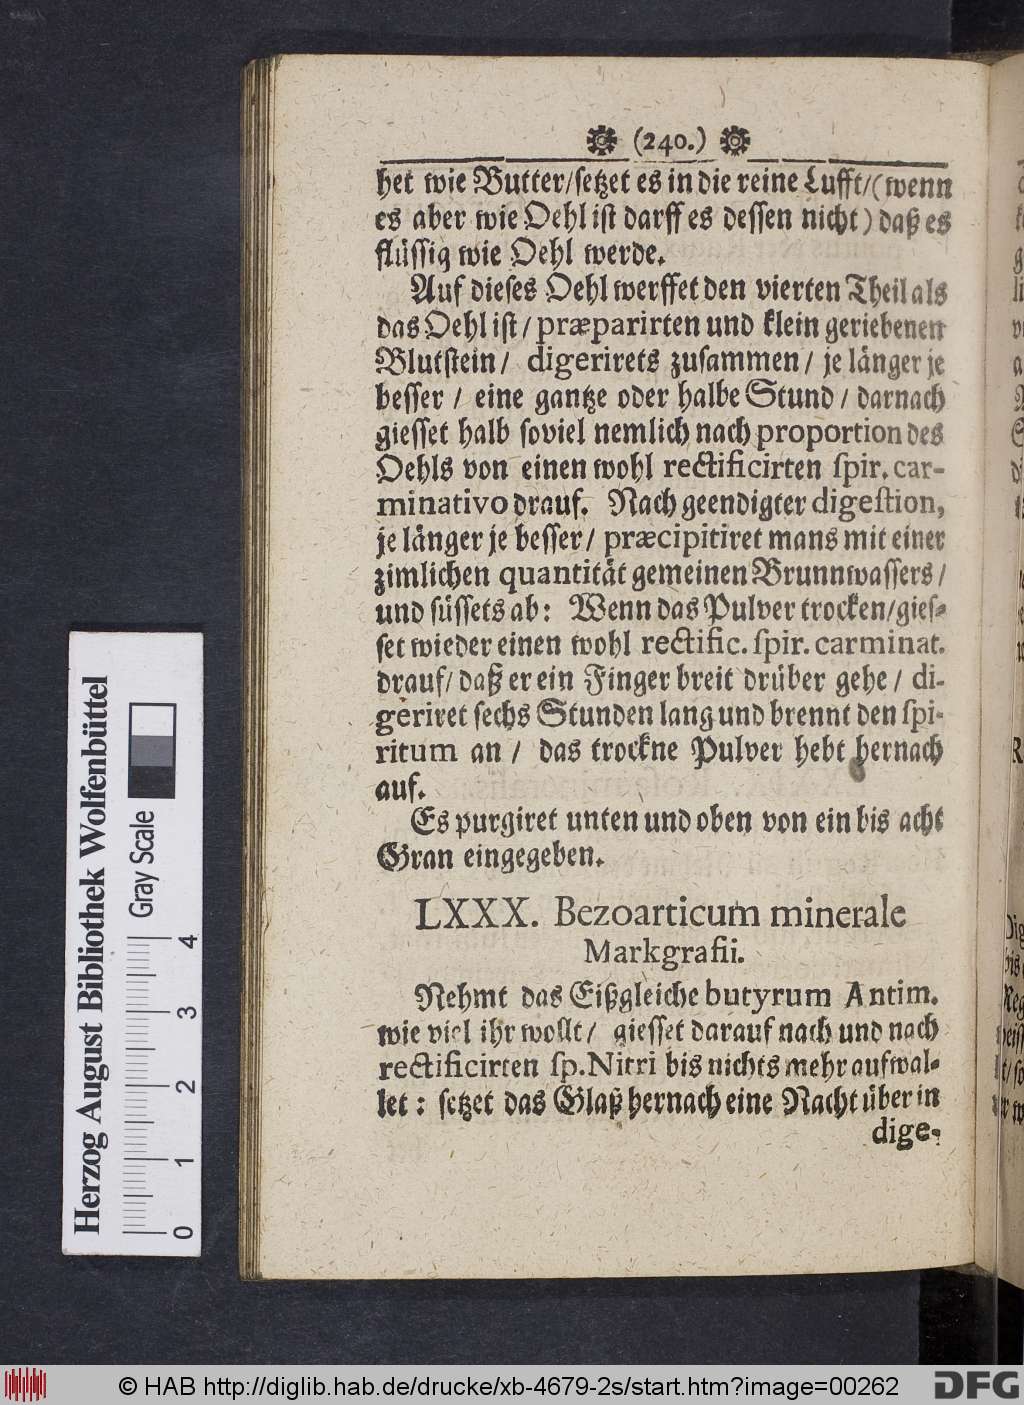 (240.)
het wie Butter/setzet es in die reine Lufft/(wenn
es aber wie Oehl ist darff es dessen nicht) daß es
flüssig wie Oehl werde.
Auf dieses Oehl werffet den vierten Theil als
das Oehl ist/ præparirten und klein geriebenen
Blutstein/ digerirets zusammen/ je länger je
besser/ eine gantze oder halbe Stund/ darnach
giesset halb soviel nemlich nach proportion des
Oehls von einen wohl rectificirten spir. car-
minativo drauf. Nach geendigter digestion,
je länger je besser/ præcipitiret mans mit einer
zimlichen quantität gemeinen Brunnwassers/
und süssets ab: Wenn das Pulver trocken/gies-
set wieder einen wohl rectific. spir. carminat.
drauf/ daß er ein Finger breit drüber gehe/ di-
geriret sechs Stunden lang und brennt den spi-
ritum an/ das trockne Pulver hebt hernach
auf.
Es purgiret unten und oben von ein bis acht
Gran eingegeben.
LXXX. Bezoarticum minerale
Markgrafii.
Nehmt das Eißgleiche butyrum Antim.
wie viel ihr wollt/ giesset darauf nach und nach
rectificirten sp. Nitri bis nichts mehr aufwal-
let: setzet das Glaß hernach eine Nacht über in
dige-
Herzog August Bibliothek Wolfenbüttel
Gray Scale
0 1 2 3 4
© HAB http://diglib.hab.de/drucke/xb-4679-2s/start.htm?image=00262
DFG